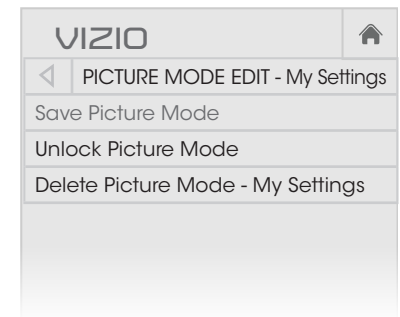 VIZIO
PICTURE MODE EDIT - My Settings
Save Picture Mode
Unlock Picture Mode
Delete Picture Mode - My Settings